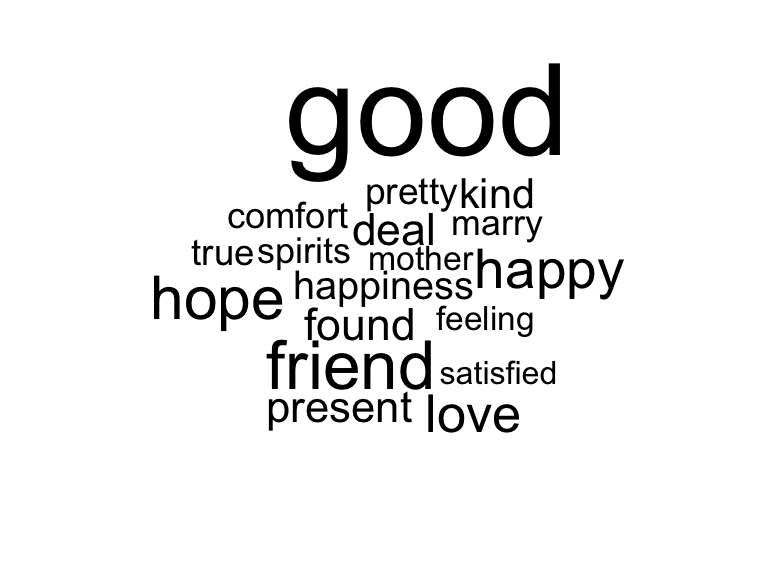 good
pretty kind
comfort deal marry
true spirits mother happy
hope happiness
found feeling
friend satisfied
present love